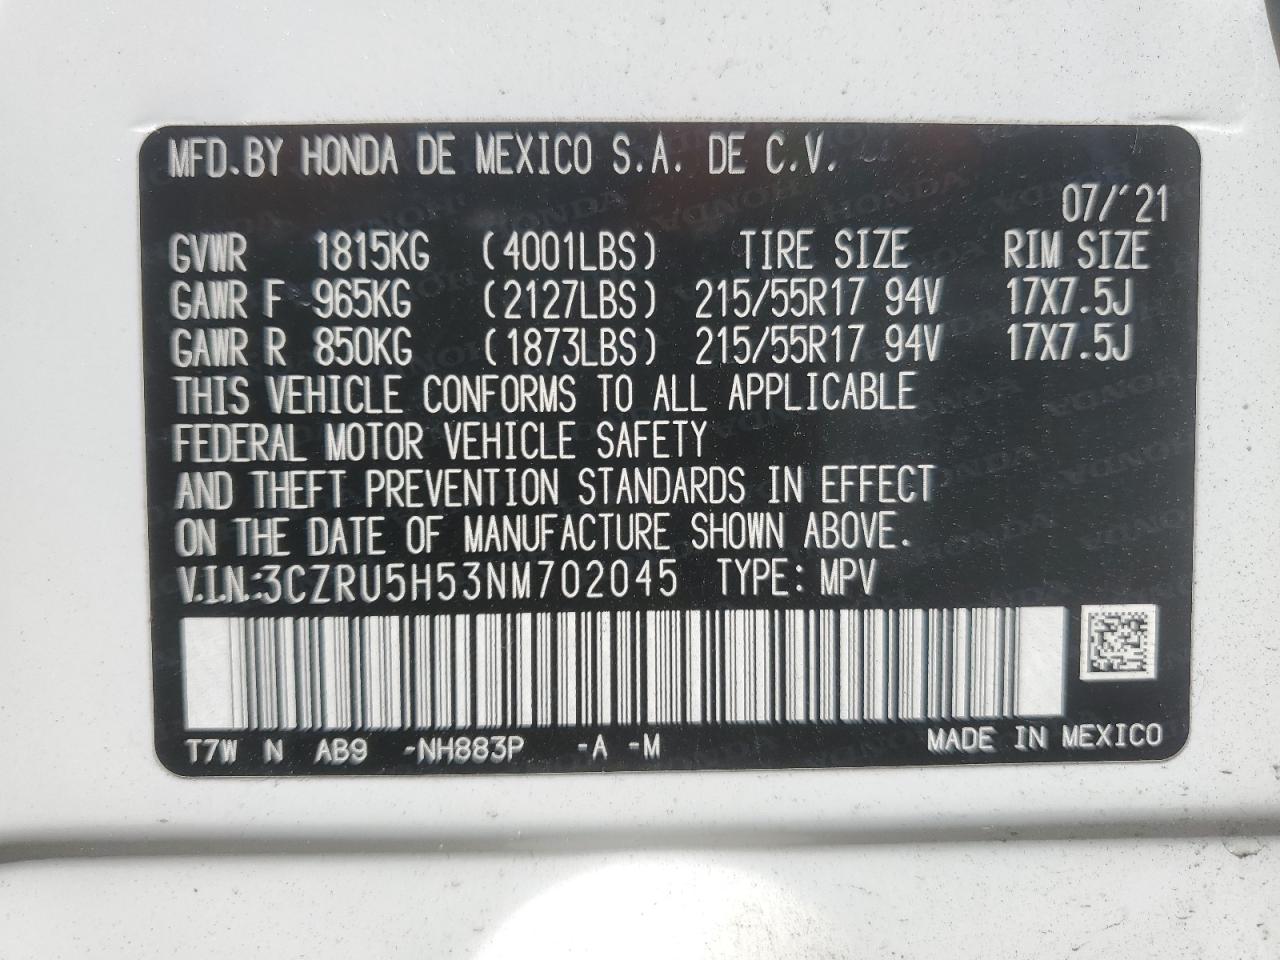 MFD.BY HONDA DE MEXICO S.A. DE C.V.
07/'21
GVWR 1815KG (4001LBS) TIRE SIZE RIM SIZE
GAWR F 965KG (2127LBS) 215/55R17 94V 17X7.5J
GAWR R 850KG (1873LBS) 215/55R17 94V 17X7.5J
THIS VEHICLE CONFORMS TO ALL APPLICABLE
FEDERAL MOTOR VEHICLE SAFETY
AND THEFT PREVENTION STANDARDS IN EFFECT
ON THE DATE OF MANUFACTURE SHOWN ABOVE.
V.I.N.:3CZRU5H53NM702045 TYPE: MPV
T7W N AB9 -NH883P -A -M MADE IN MEXICO